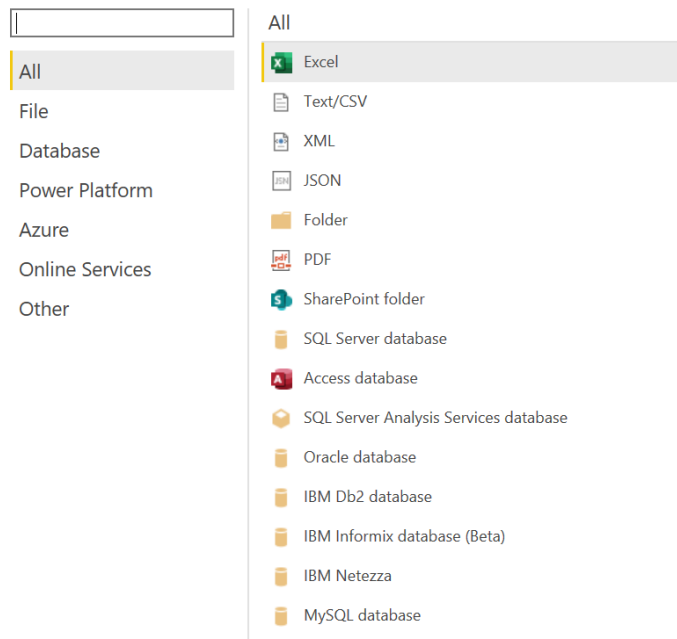 All
File
Database
Power Platform
Azure
Online Services
Other
All
Excel
Text/CSV
XML
JSN
JSON
Folder
pdf
PDF
S
SharePoint folder
SQL Server database
A
Access database
SQL Server Analysis Services database
Oracle database
IBM Db2 database
IBM Informix database (Beta)
IBM Netezza
MySQL database